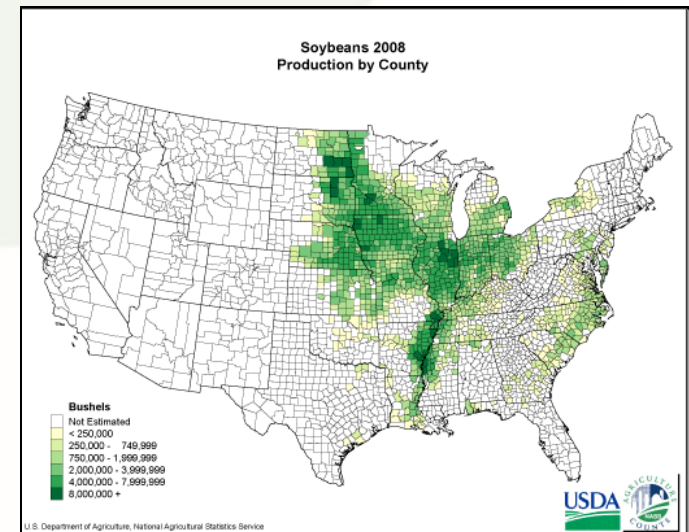 Soybeans 2008
Production by County
Bushels
Not Estimated
< 250,000
250,000 - 749,999
750,000 - 1,999,999
2,000,000 - 3,999,999
4,000,000 - 7,999,999
8,000,000 +
U.S. Department of Agriculture, National Agricultural Statistics Service
USDA
AGRICULTURE
COUNTS
NASS